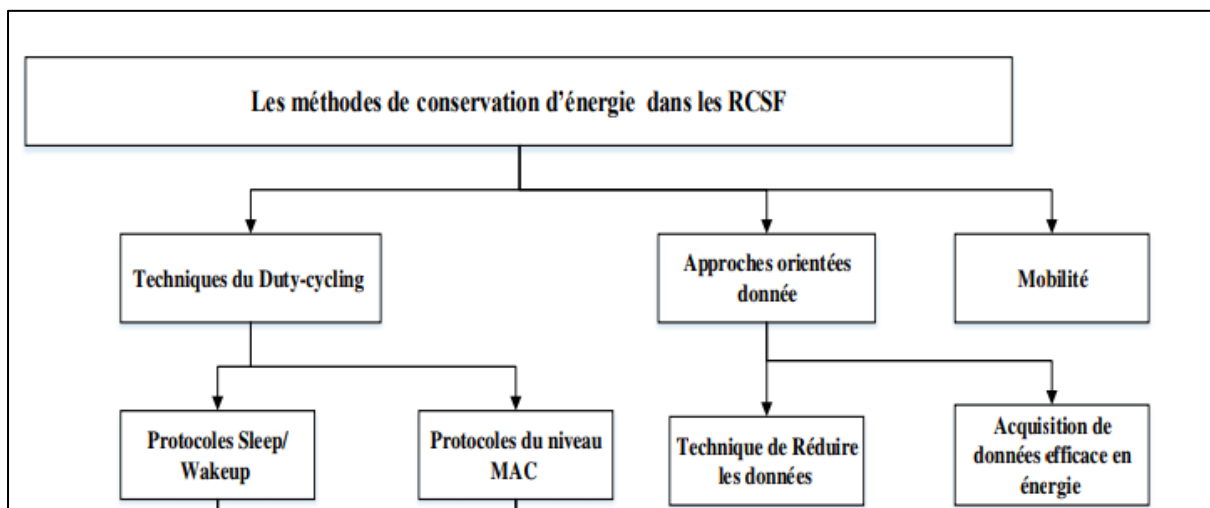 Les méthodes de conservation d'énergie dans les RCSF
Techniques du Duty-cycling
Approches orientées
donnée
Mobilité
Protocoles Sleep/
Wakeup
Protocoles du niveau
MAC
Technique de Réduire
les données
Acquisition de
données efficace en
énergie